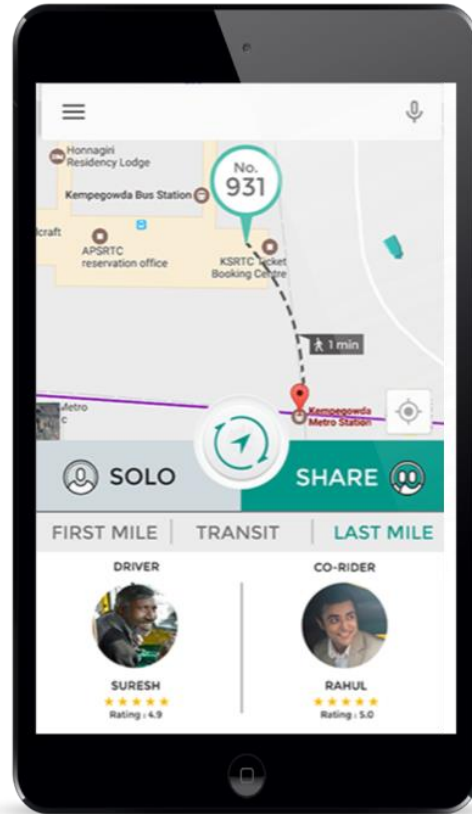 Honnagiri
Residency Lodge
No.
931
Kempegowda Bus Station
lcraft
APSRTC
reservation office
KSRTC Ticket
Booking Centre
1 min
Metro
c
Kempegowda
Metro Station
SOLO
SHARE
FIRST MILE
TRANSIT
LAST MILE
DRIVER
CO-RIDER
SURESH
RAHUL
Rating : 4.9
Rating : 5.0